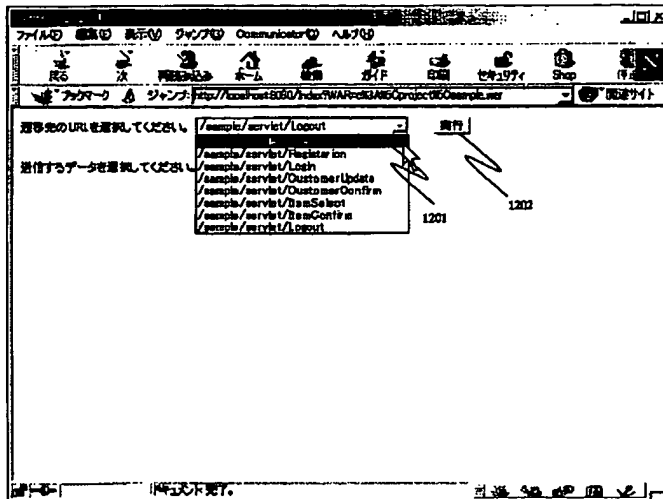 ファイル(F) 編集(E) 表示(V) ジャンプ(G) Communicator(C) ヘルプ(H)
戻る 次 再読み込み ホーム 検索 ガイド 印刷 セキュリティ Shop
ブックマーク ジャンプ: 関連サイト
遷移先のURLを選択してください。 /sample/servlet/Logout 実行
送信するデータを選択してください。
/sample/servlet/Login
/sample/servlet/CustomerUpdate
/sample/servlet/CustomerConfirm
/sample/servlet/ItemSelect
/sample/servlet/ItemConfirm
/sample/servlet/Logout
1201
1202
ドキュメント完了。